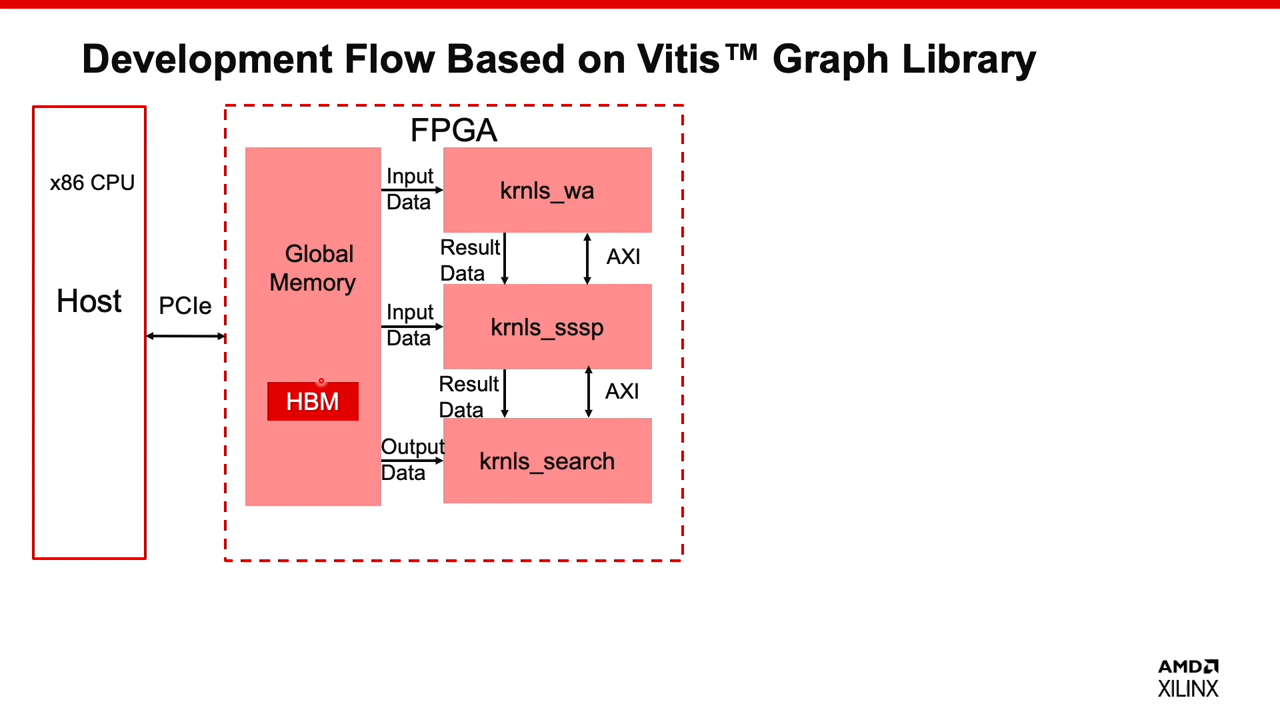 Development Flow Based on Vitis™ Graph Library
x86 CPU
Host
PCIe
FPGA
Global
Memory
HBM
Input
Data
krnls_wa
Result
Data
AXI
Input
Data
krnls_sssp
Result
Data
AXI
Output
Data
krnls_search
AMD
XILINX